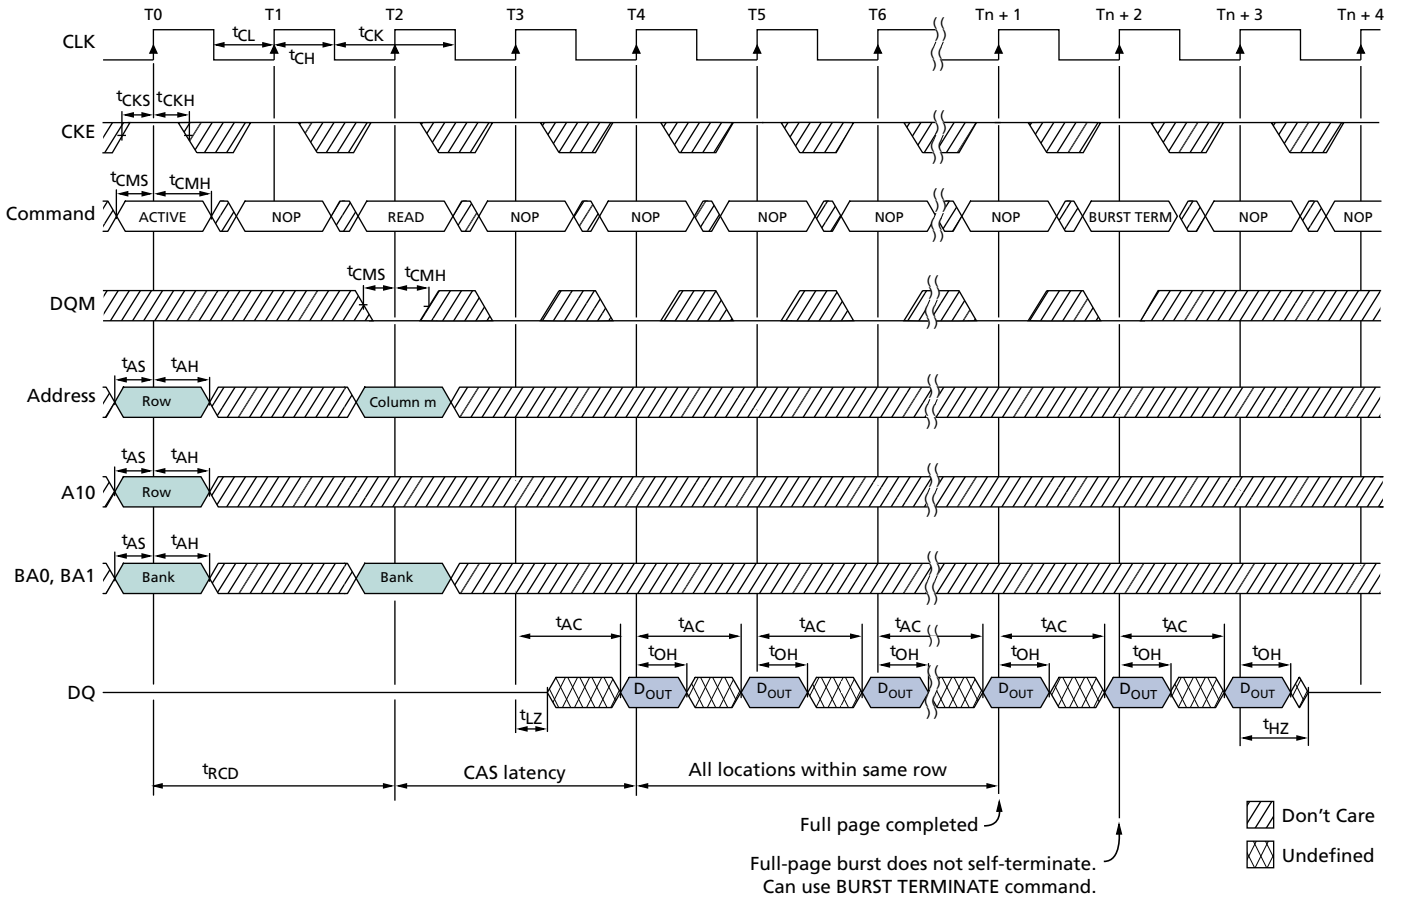 T0 T1 T2 T3 T4 T5 T6 Tn + 1 Tn + 2 Tn + 3 Tn + 4
CLK tCL tCK
tCH
tCKS tCKH
CKE
tCMS tCMH
Command ACTIVE NOP READ NOP NOP NOP NOP NOP BURST TERM NOP NOP
tCMS tCMH
DQM
tAS tAH
Address Row Column m
tAS tAH
A10 Row
tAS tAH
BA0, BA1 Bank Bank
tAC tAC tAC tAC tAC tAC
tOH tOH tOH tOH tOH tOH
DQ DOUT DOUT DOUT DOUT DOUT DOUT
tLZ tHZ
tRCD CAS latency All locations within same row
Full page completed
Don't Care
Full-page burst does not self-terminate.
Can use BURST TERMINATE command.
Undefined